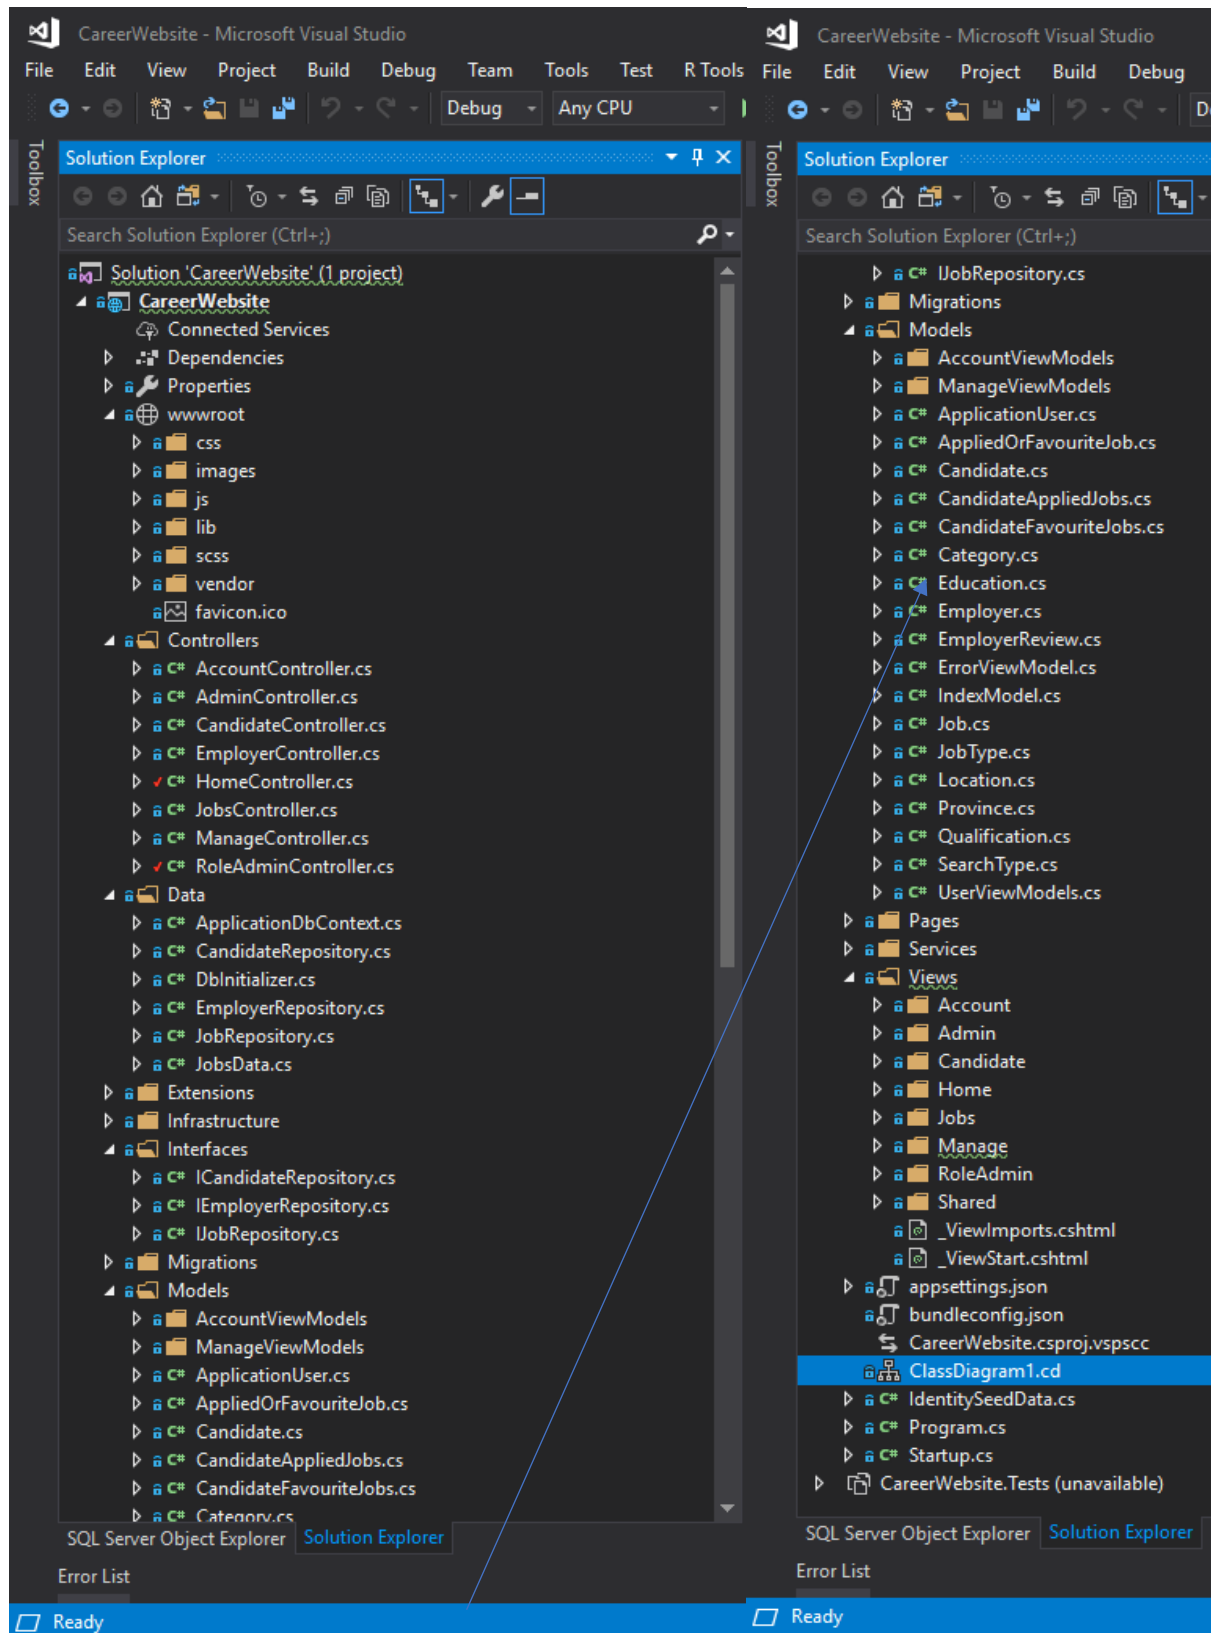 CareerWebsite - Microsoft Visual Studio
File Edit View Project Build Debug Team Tools Test R Tools
Debug Any CPU
Toolbox
Solution Explorer
Search Solution Explorer (Ctrl+;)
Solution 'CareerWebsite' (1 project)
CareerWebsite
Connected Services
Dependencies
Properties
wwwroot
css
images
js
lib
scss
vendor
favicon.ico
Controllers
C# AccountController.cs
C# AdminController.cs
C# CandidateController.cs
C# EmployerController.cs
C# HomeController.cs
C# JobsController.cs
C# ManageController.cs
C# RoleAdminController.cs
Data
C# ApplicationDbContext.cs
C# CandidateRepository.cs
C# DbInitializer.cs
C# EmployerRepository.cs
C# JobRepository.cs
C# JobsData.cs
Extensions
Infrastructure
Interfaces
C# ICandidateRepository.cs
C# IEmployerRepository.cs
C# IJobRepository.cs
Migrations
Models
AccountViewModels
ManageViewModels
C# ApplicationUser.cs
C# AppliedOrFavouriteJob.cs
C# Candidate.cs
C# CandidateAppliedJobs.cs
C# CandidateFavouriteJobs.cs
C# Category.cs
SQL Server Object Explorer Solution Explorer
Error List
Ready
CareerWebsite - Microsoft Visual Studio
File Edit View Project Build Debug
Toolbox
Solution Explorer
Search Solution Explorer (Ctrl+;)
C# IJobRepository.cs
Migrations
Models
AccountViewModels
ManageViewModels
C# ApplicationUser.cs
C# AppliedOrFavouriteJob.cs
C# Candidate.cs
C# CandidateAppliedJobs.cs
C# CandidateFavouriteJobs.cs
C# Category.cs
C# Education.cs
C# Employer.cs
C# EmployerReview.cs
C# ErrorViewModel.cs
C# IndexModel.cs
C# Job.cs
C# JobType.cs
C# Location.cs
C# Province.cs
C# Qualification.cs
C# SearchType.cs
C# UserViewModels.cs
Pages
Services
Views
Account
Admin
Candidate
Home
Jobs
Manage
RoleAdmin
Shared
_ViewImports.cshtml
_ViewStart.cshtml
appsettings.json
bundleconfig.json
CareerWebsite.csproj.vspscc
ClassDiagram1.cd
C# IdentitySeedData.cs
C# Program.cs
C# Startup.cs
CareerWebsite.Tests (unavailable)
SQL Server Object Explorer Solution Explorer
Error List
Ready